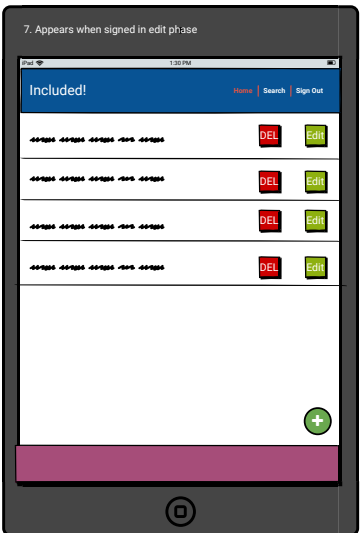 7. Appears when signed in edit phase
iPad 1:30 PM
Included! Home Search Sign Out
DEL Edit
DEL Edit
DEL Edit
DEL Edit
+